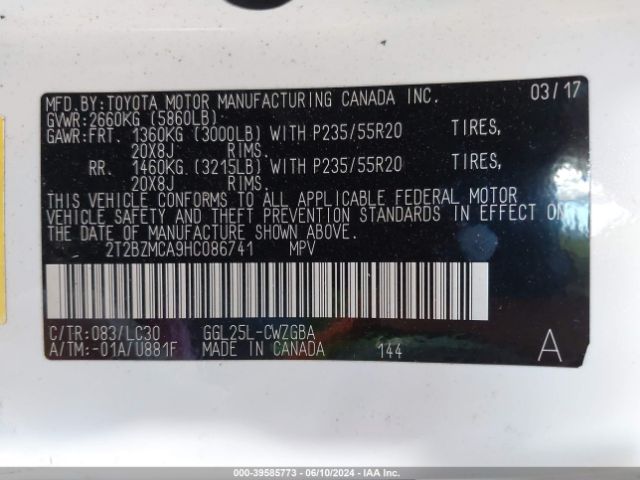 MFD.BY:TOYOTA MOTOR MANUFACTURING CANADA INC. 03/17
GVWR:2660KG (5860LB)
GAWR:FRT. 1360KG (3000LB) WITH P235/55R20 TIRES,
20X8J RIMS.
RR. 1460KG (3215LB) WITH P235/55R20 TIRES,
20X8J RIMS.
THIS VEHICLE CONFORMS TO ALL APPLICABLE FEDERAL MOTOR
VEHICLE SAFETY AND THEFT PREVENTION STANDARDS IN EFFECT ON
THE DATE OF MANUFACTURE SHOWN ABOVE.
2T2BZMCA9HC086741 MPV
C/TR:083/LC30 GGL25L-CWZGBA
A/TM:-01A/U881F MADE IN CANADA 144 A
000-39585773 - 06/10/2024 - IAA Inc.